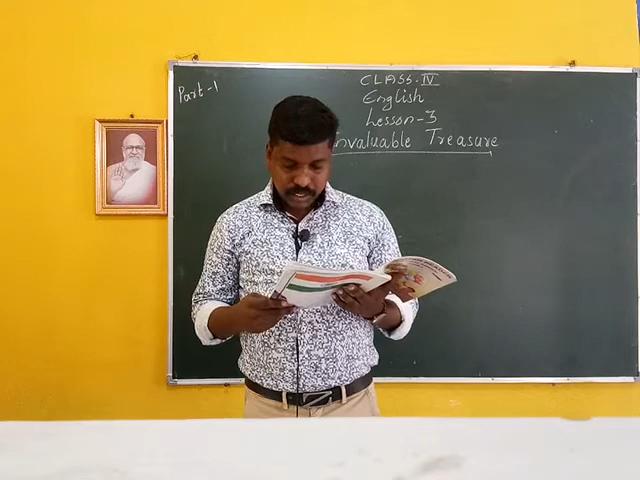 Part-1
CLASS-IV
English
Lesson-3
Invaluable Treasure